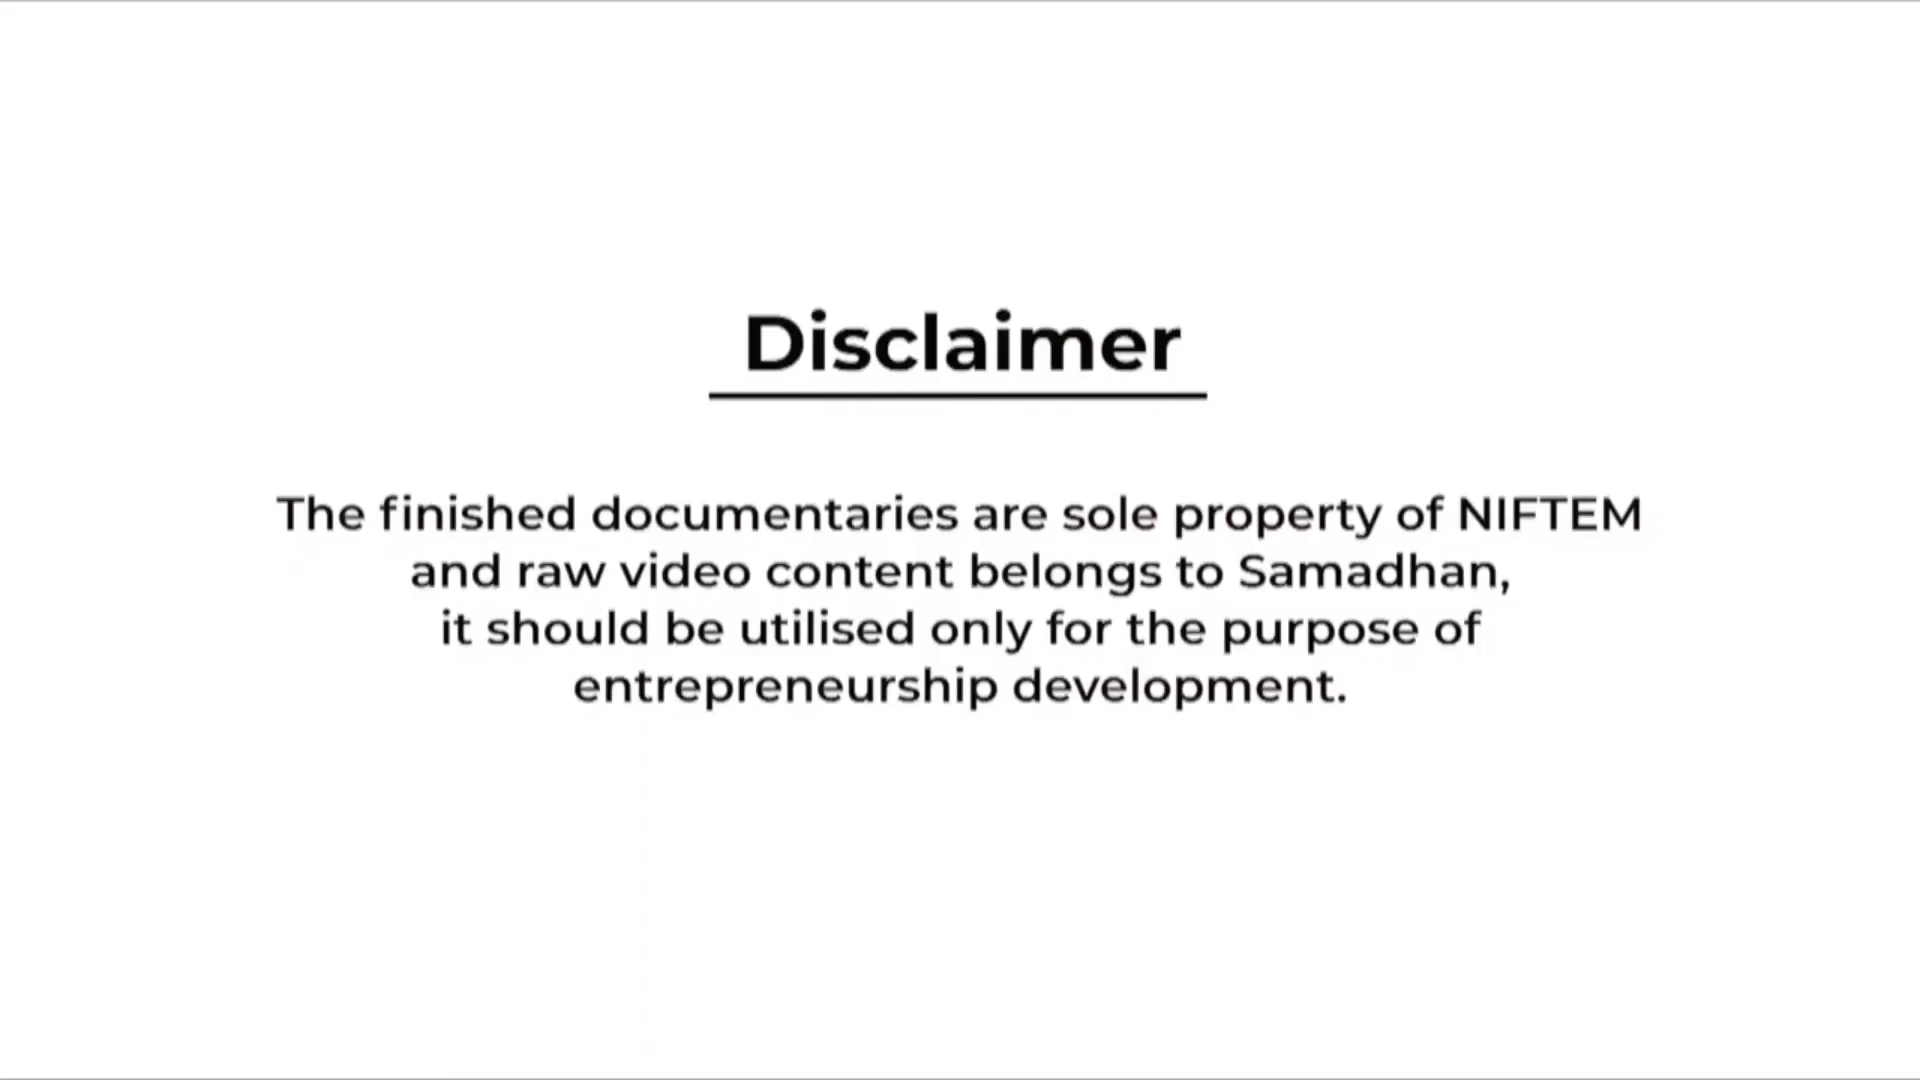 Disclaimer
The finished documentaries are sole property of NIFTEM
and raw video content belongs to Samadhan,
it should be utilised only for the purpose of
entrepreneurship development.